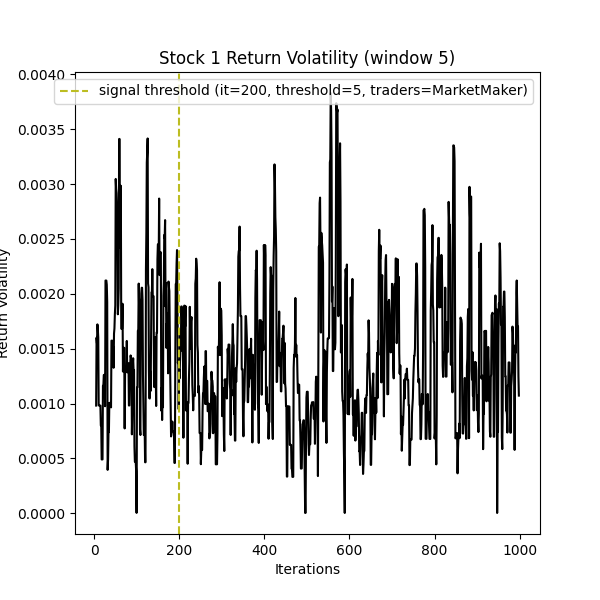 Stock 1 Return Volatility (window 5)
signal threshold (it=200, threshold=5, traders=MarketMaker)
0.0040
0.0035
0.0030
0.0025
0.0020
0.0015
0.0010
0.0005
0.0000
Return Volatility
0 200 400 600 800 1000
Iterations